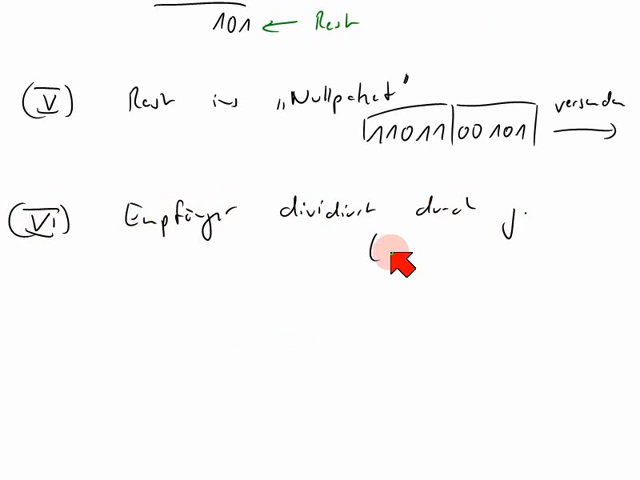 101 ← Rest
(V) Rest ins „Nullpaket"
11011|00101 versenden →
(VI) Empfänger dividiert durch g.
(